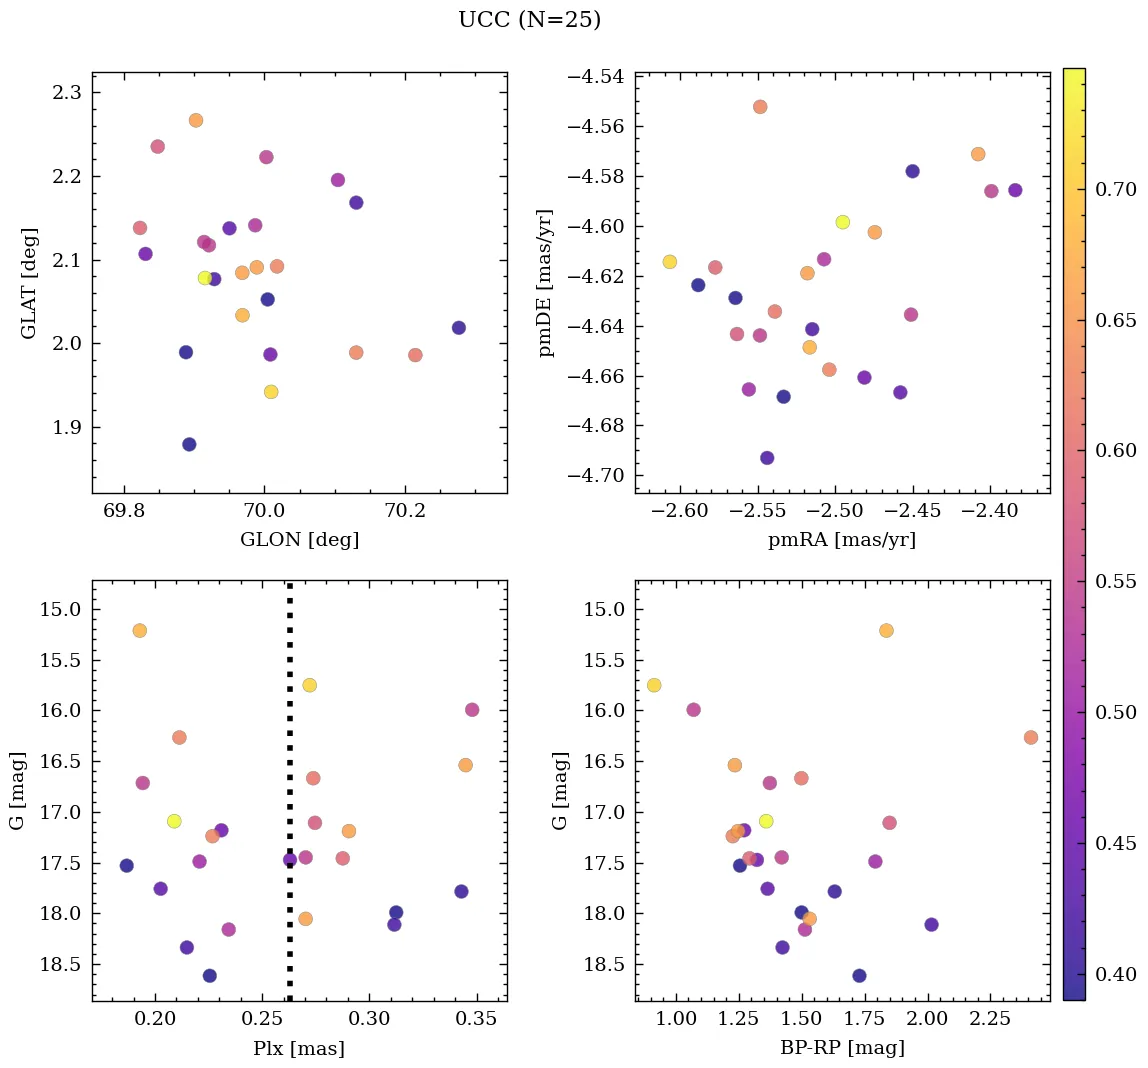 UCC (N=25)
2.3
2.2
2.1
2.0
1.9
GLAT [deg]
69.8 70.0 70.2
GLON [deg]
−4.54
−4.56
−4.58
−4.60
−4.62
−4.64
−4.66
−4.68
−4.70
pmDE [mas/yr]
−2.60 −2.55 −2.50 −2.45 −2.40
pmRA [mas/yr]
15.0
15.5
16.0
16.5
17.0
17.5
18.0
18.5
G [mag]
0.20 0.25 0.30 0.35
Plx [mas]
15.0
15.5
16.0
16.5
17.0
17.5
18.0
18.5
G [mag]
1.00 1.25 1.50 1.75 2.00 2.25
BP-RP [mag]
0.70
0.65
0.60
0.55
0.50
0.45
0.40